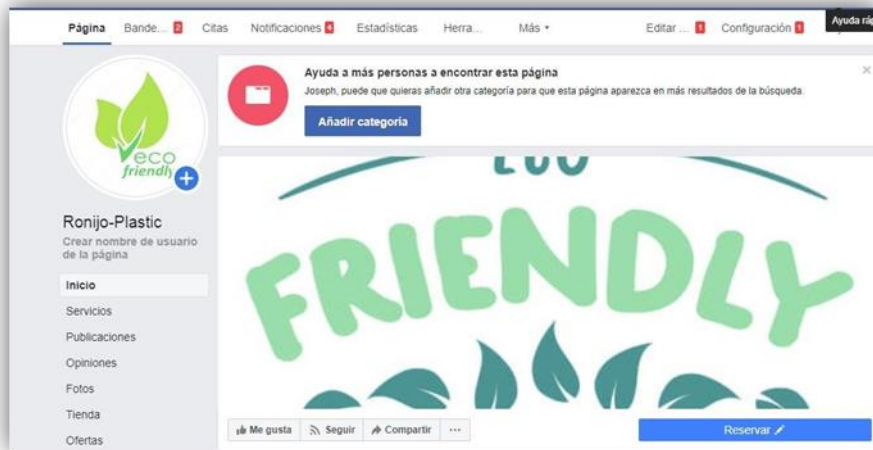 Página Bande... 2 Citas Notificaciones 4 Estadísticas Herra... Más Editar ... 1 Configuración 1 Ayuda ráp
Ayuda a más personas a encontrar esta página
Joseph, puede que quieras añadir otra categoría para que esta página aparezca en más resultados de la búsqueda.
Añadir categoría
eco
friendly
Ronijo-Plastic
Crear nombre de usuario
de la página
Inicio
Servicios
Publicaciones
Opiniones
Fotos
Tienda
Ofertas
ECO
FRIENDLY
Me gusta Seguir Compartir ...
Reservar